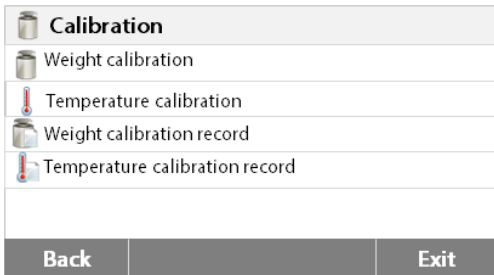 Calibration
Weight calibration
Temperature calibration
Weight calibration record
Temperature calibration record
Back Exit